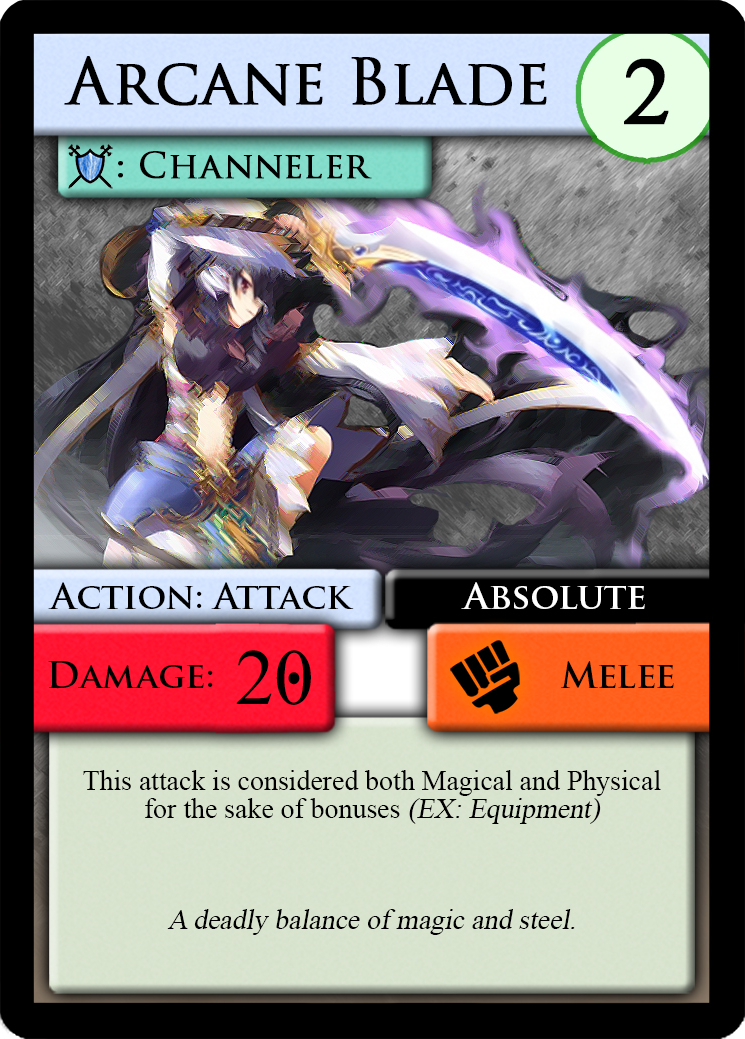 Arcane Blade
2
: Channeler
Action: Attack
Absolute
Damage: 20
Melee
This attack is considered both Magical and Physical
for the sake of bonuses (EX: Equipment)
A deadly balance of magic and steel.